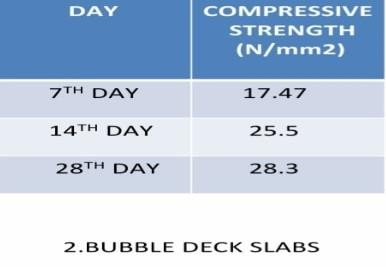 DAY COMPRESSIVE
STRENGTH
(N/mm2)
7TH DAY 17.47
14TH DAY 25.5
28TH DAY 28.3
2.BUBBLE DECK SLABS